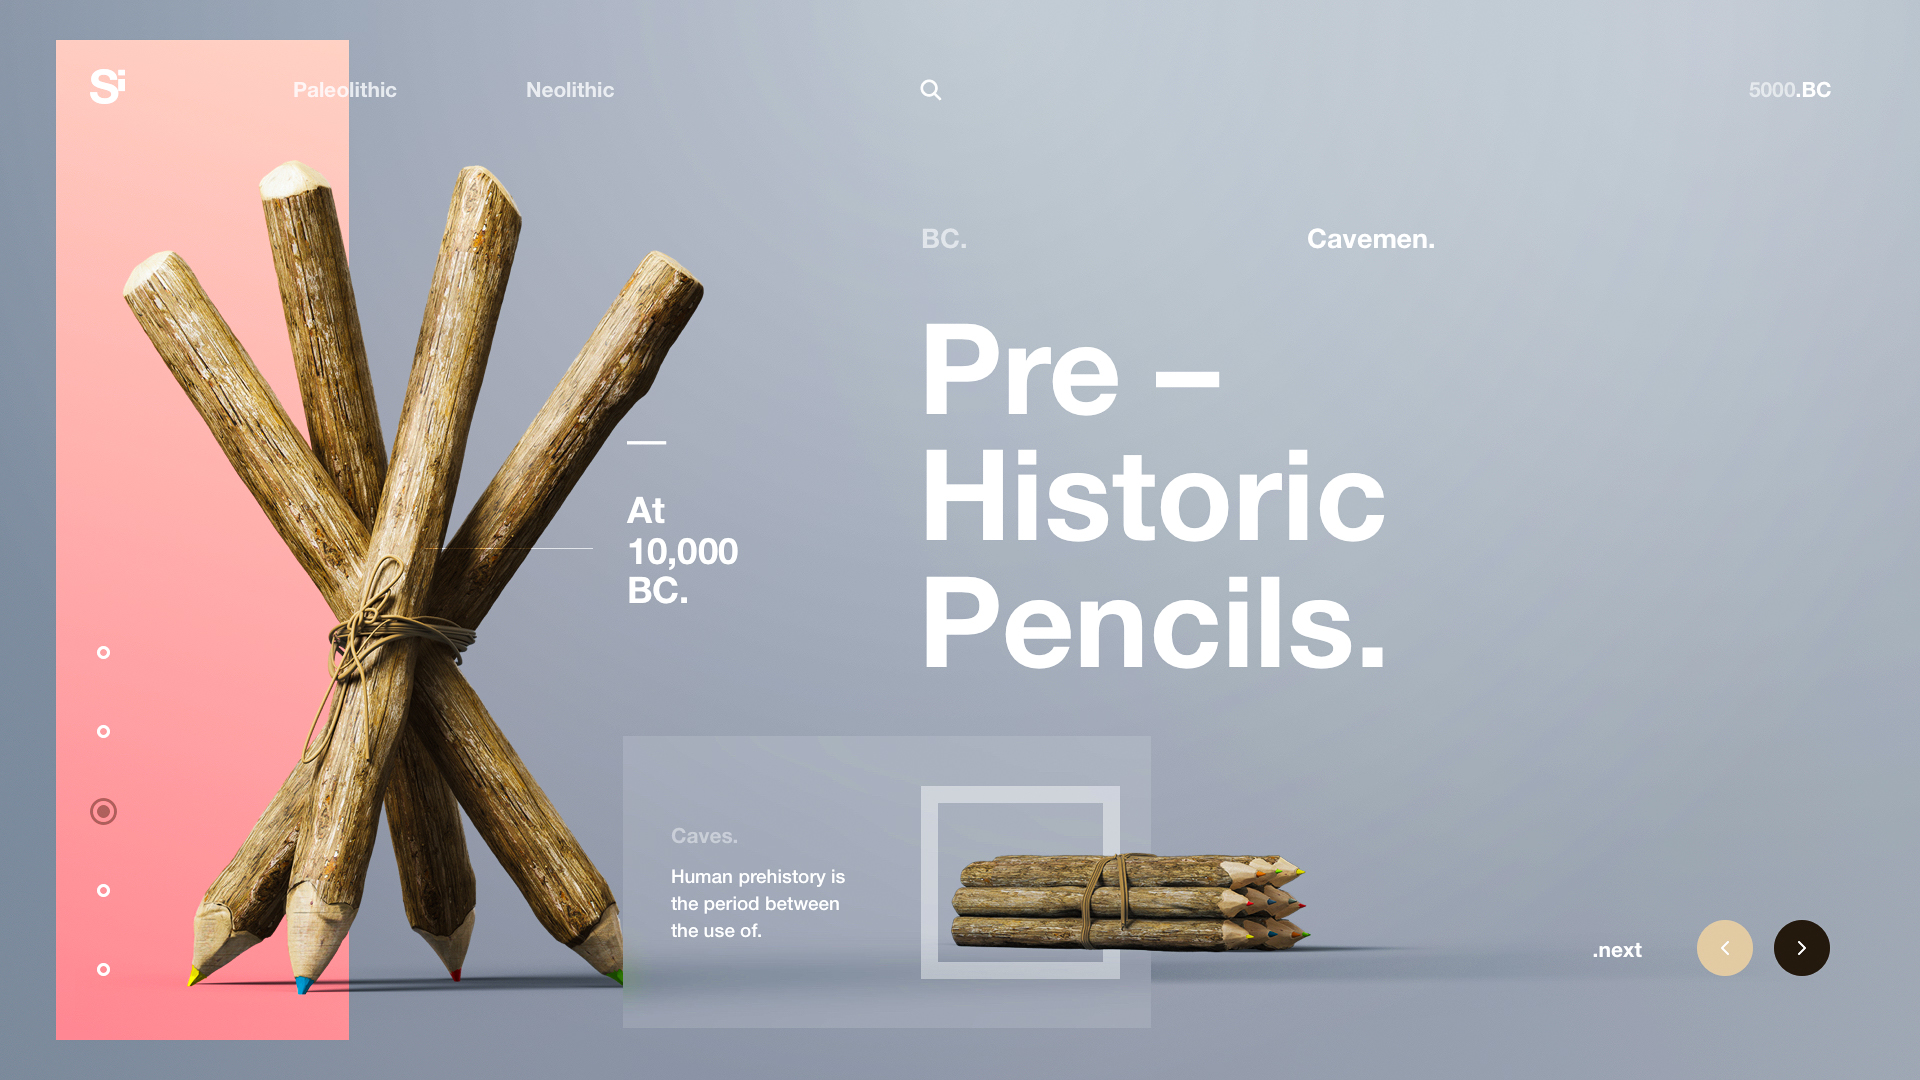 Si
Paleolithic
Neolithic
5000.BC
BC.
Cavemen.
Pre –
Historic
Pencils.
—
At
10,000
BC.
Caves.
Human prehistory is
the period between
the use of.
.next